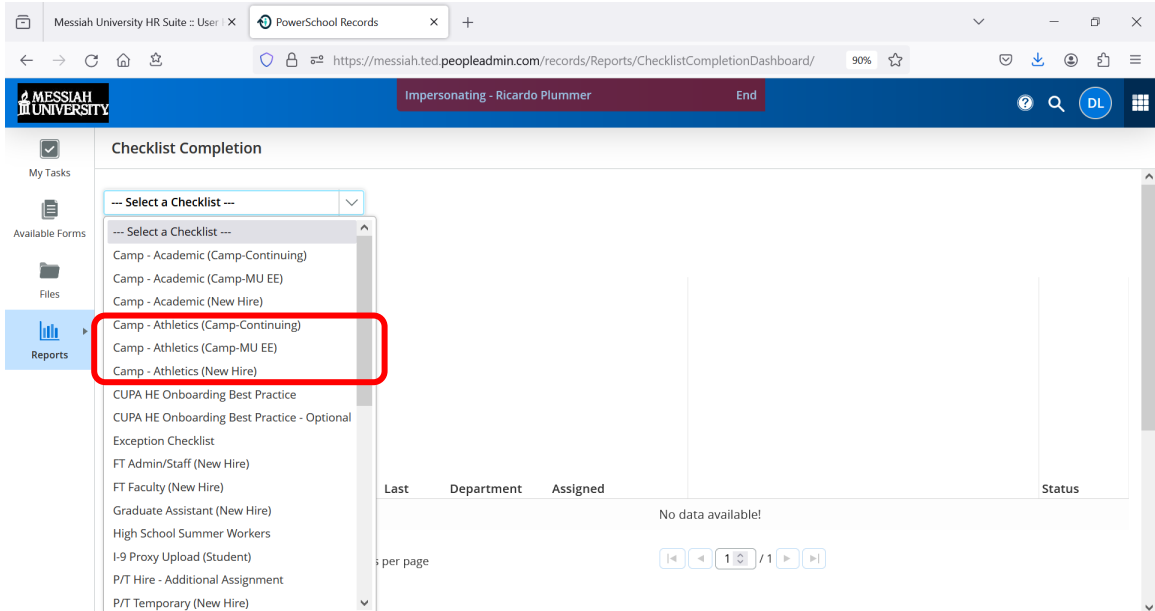 Messiah University HR Suite :: User
PowerSchool Records
https://messiah.ted.peopleadmin.com/records/Reports/ChecklistCompletionDashboard/
90%
MESSIAH
UNIVERSITY
Impersonating - Ricardo Plummer
End
DL
Checklist Completion
My Tasks
Available Forms
Files
Reports
--- Select a Checklist ---
--- Select a Checklist ---
Camp - Academic (Camp-Continuing)
Camp - Academic (Camp-MU EE)
Camp - Academic (New Hire)
Camp - Athletics (Camp-Continuing)
Camp - Athletics (Camp-MU EE)
Camp - Athletics (New Hire)
CUPA HE Onboarding Best Practice
CUPA HE Onboarding Best Practice - Optional
Exception Checklist
FT Admin/Staff (New Hire)
FT Faculty (New Hire)
Graduate Assistant (New Hire)
High School Summer Workers
I-9 Proxy Upload (Student)
P/T Hire - Additional Assignment
P/T Temporary (New Hire)
Last Department Assigned Status
No data available!
per page
1 / 1